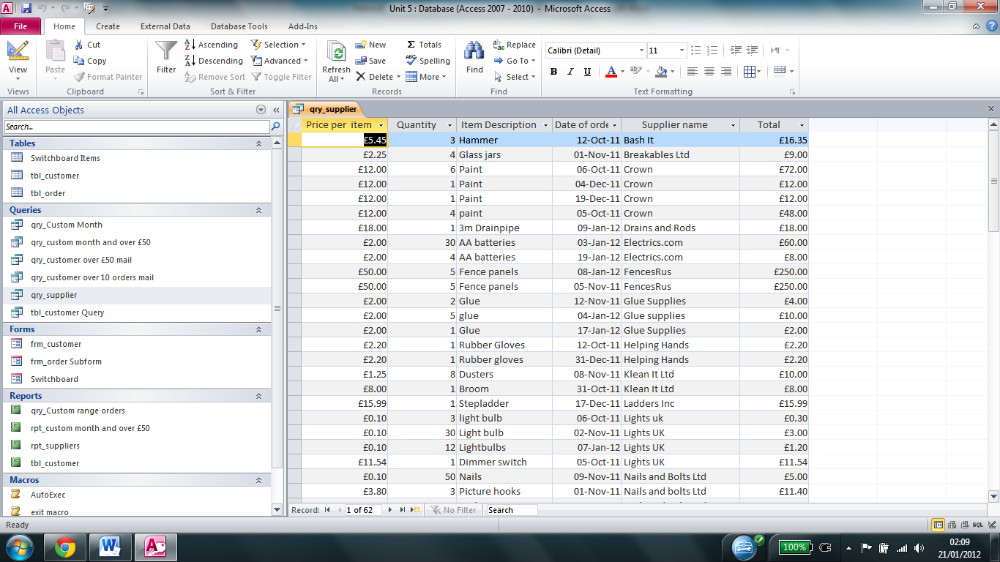 Unit 5 : Database (Access 2007 - 2010) - Microsoft Access
File Home Create External Data Database Tools Add-Ins
View
Views
Paste
Cut
Copy
Format Painter
Clipboard
Filter
Ascending
Descending
Remove Sort
Selection
Advanced
Toggle Filter
Sort & Filter
Refresh All
New
Save
Delete
Totals
Spelling
More
Records
Find
Replace
Go To
Select
Find
Calibri (Detail) 11
B I U A ab
Text Formatting
All Access Objects
Search...
Tables
Switchboard Items
tbl_customer
tbl_order
Queries
qry_Custom Month
qry_custom month and over £50
qry_customer over £50 mail
qry_customer over 10 orders mail
qry_supplier
tbl_customer Query
Forms
frm_customer
frm_order Subform
Switchboard
Reports
qry_Custom range orders
rpt_custom month and over £50
rpt_suppliers
tbl_customer
Macros
AutoExec
exit macro
qry_supplier
Price per item Quantity Item Description Date of orde Supplier name Total
£5.45 3 Hammer 12-Oct-11 Bash It £16.35
£2.25 4 Glass jars 01-Nov-11 Breakables Ltd £9.00
£12.00 6 Paint 06-Oct-11 Crown £72.00
£12.00 1 Paint 04-Dec-11 Crown £12.00
£12.00 1 Paint 19-Dec-11 Crown £12.00
£12.00 4 paint 05-Oct-11 Crown £48.00
£18.00 1 3m Drainpipe 09-Jan-12 Drains and Rods £18.00
£2.00 30 AA batteries 03-Jan-12 Electrics.com £60.00
£2.00 4 AA batteries 19-Jan-12 Electrics.com £8.00
£50.00 5 Fence panels 08-Jan-12 FencesRus £250.00
£50.00 5 Fence panels 05-Nov-11 FencesRus £250.00
£2.00 2 Glue 12-Nov-11 Glue Supplies £4.00
£2.00 5 glue 04-Jan-12 Glue supplies £10.00
£2.00 1 Glue 17-Jan-12 Glue Supplies £2.00
£2.20 1 Rubber Gloves 12-Oct-11 Helping Hands £2.20
£2.20 1 Rubber gloves 31-Dec-11 Helping Hands £2.20
£1.25 8 Dusters 08-Nov-11 Klean It Ltd £10.00
£8.00 1 Broom 31-Oct-11 Klean It Ltd £8.00
£15.99 1 Stepladder 17-Dec-11 Ladders Inc £15.99
£0.10 3 light bulb 06-Oct-11 Lights uk £0.30
£0.10 30 Light bulb 02-Nov-11 Lights UK £3.00
£0.10 12 Lightbulbs 07-Jan-12 Lights UK £1.20
£11.54 1 Dimmer switch 05-Oct-11 Lights UK £11.54
£0.10 50 Nails 09-Nov-11 Nails and Bolts Ltd £5.00
£3.80 3 Picture hooks 01-Nov-11 Nails and bolts Ltd £11.40
Record: 1 of 62 No Filter Search
Ready
SQL
100%
02:09
21/01/2012